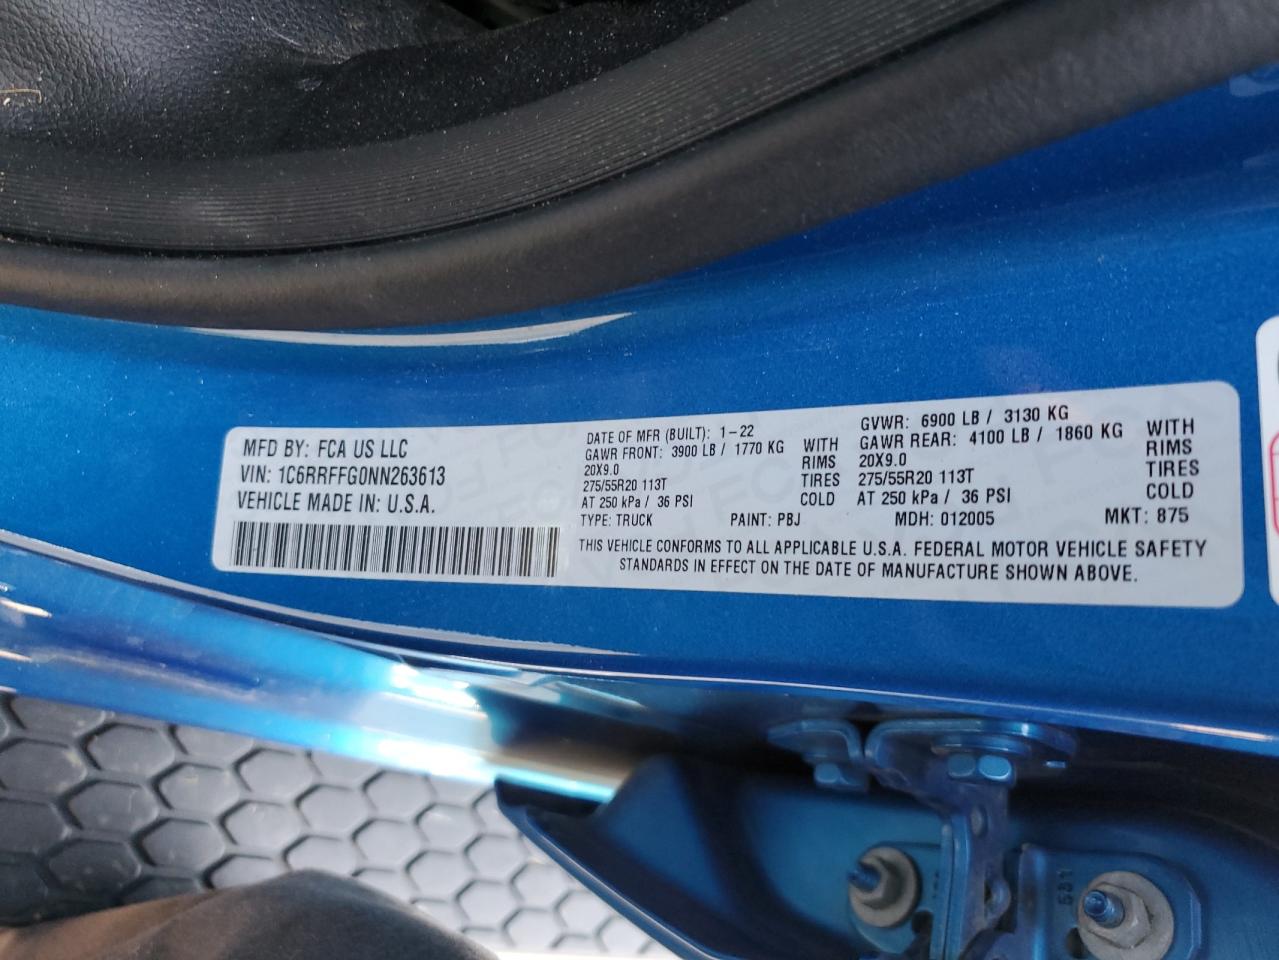 MFD BY: FCA US LLC
VIN: 1C6RRFFG0NN263613
VEHICLE MADE IN: U.S.A.
DATE OF MFR (BUILT): 1-22
GAWR FRONT: 3900 LB / 1770 KG WITH
20X9.0 RIMS
275/55R20 113T TIRES
AT 250 kPa / 36 PSI COLD
GVWR: 6900 LB / 3130 KG
GAWR REAR: 4100 LB / 1860 KG WITH
20X9.0 RIMS
275/55R20 113T TIRES
AT 250 kPa / 36 PSI COLD
TYPE: TRUCK PAINT: PBJ MDH: 012005 MKT: 875
THIS VEHICLE CONFORMS TO ALL APPLICABLE U.S.A. FEDERAL MOTOR VEHICLE SAFETY
STANDARDS IN EFFECT ON THE DATE OF MANUFACTURE SHOWN ABOVE.